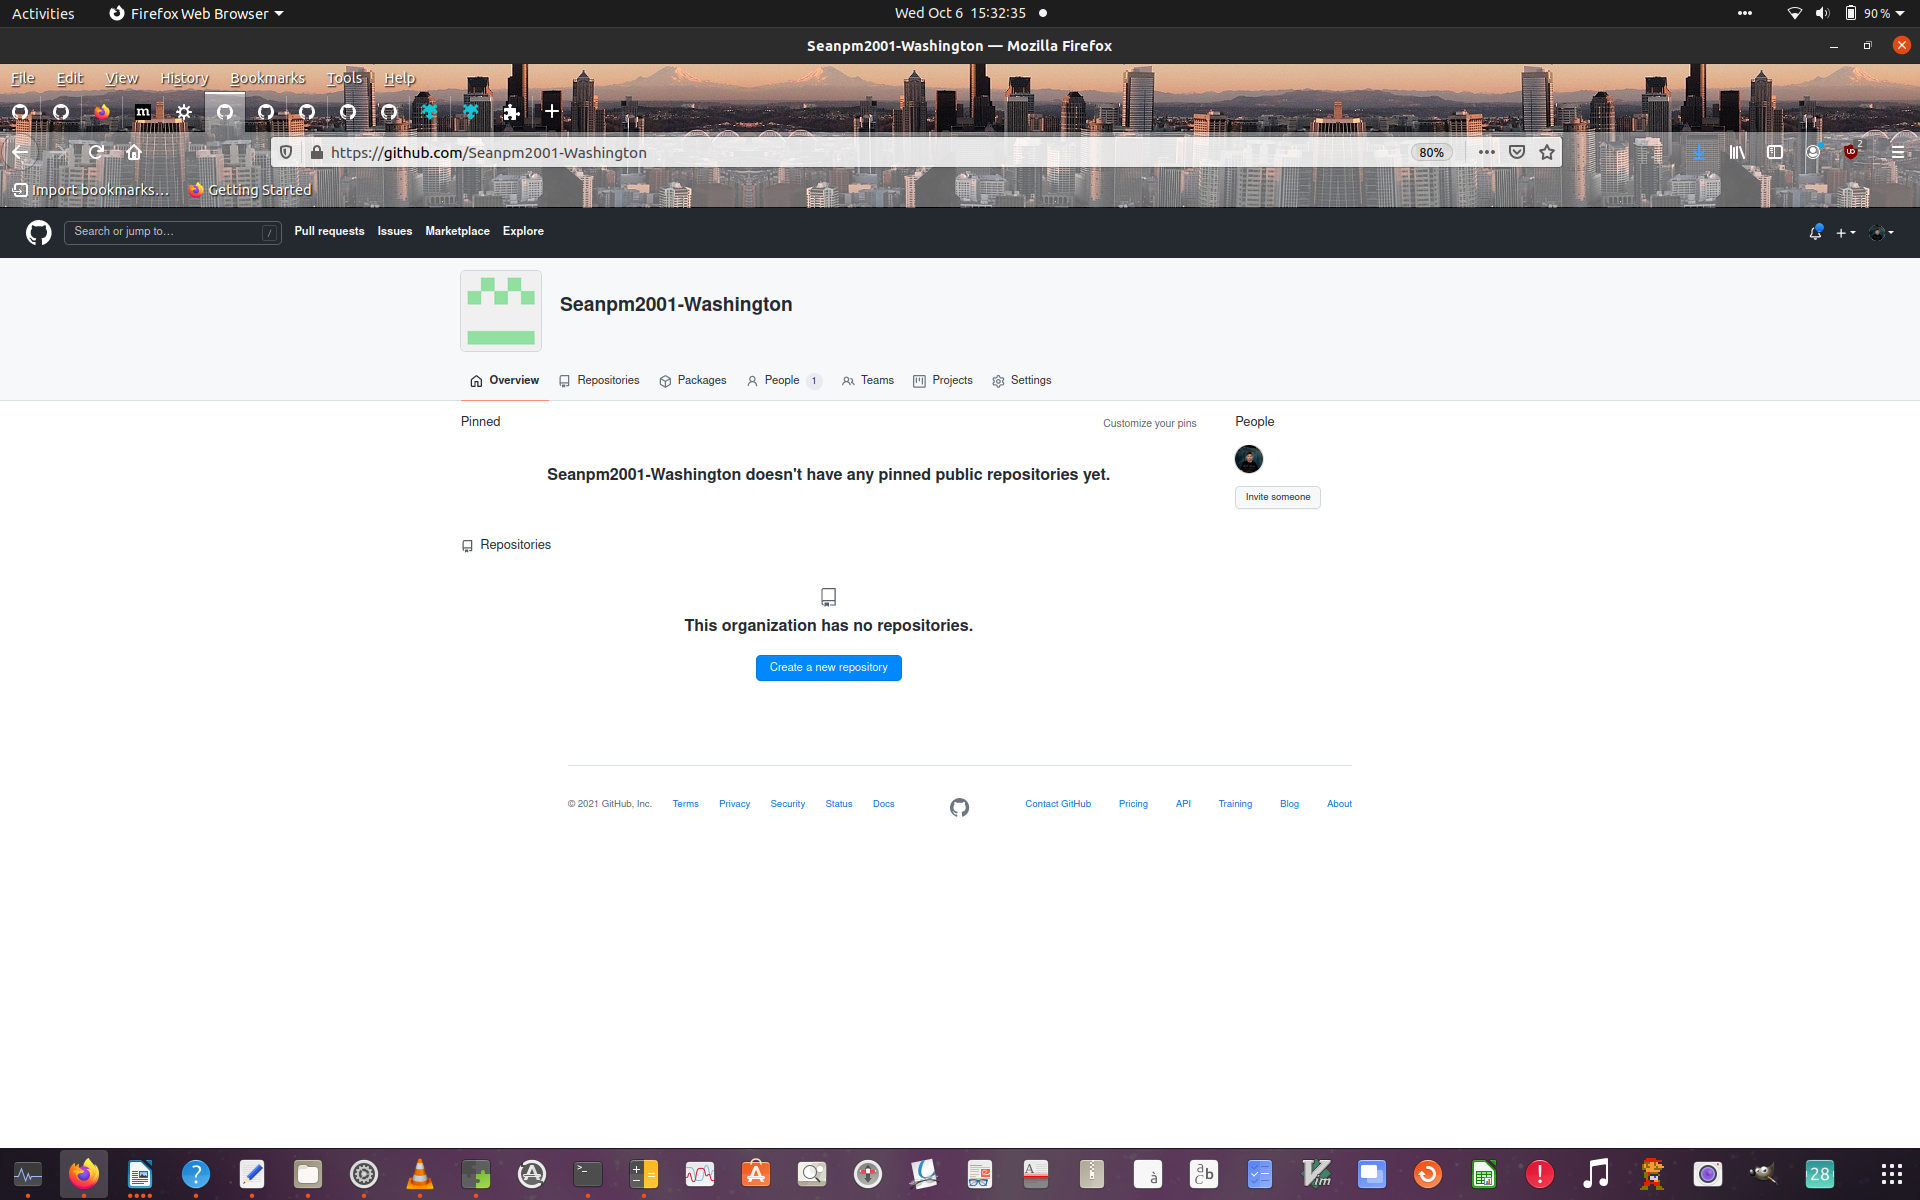 Activities Firefox Web Browser Wed Oct 6 15:32:35 90 %
Seanpm2001-Washington — Mozilla Firefox
File Edit View History Bookmarks Tools Help
m
https://github.com/Seanpm2001-Washington 80% 2
Import bookmarks... Getting Started
Search or jump to... / Pull requests Issues Marketplace Explore
Seanpm2001-Washington
Overview Repositories Packages People 1 Teams Projects Settings
Pinned Customize your pins People
Seanpm2001-Washington doesn't have any pinned public repositories yet.
Invite someone
Repositories
This organization has no repositories.
Create a new repository
© 2021 GitHub, Inc. Terms Privacy Security Status Docs Contact GitHub Pricing API Training Blog About
28